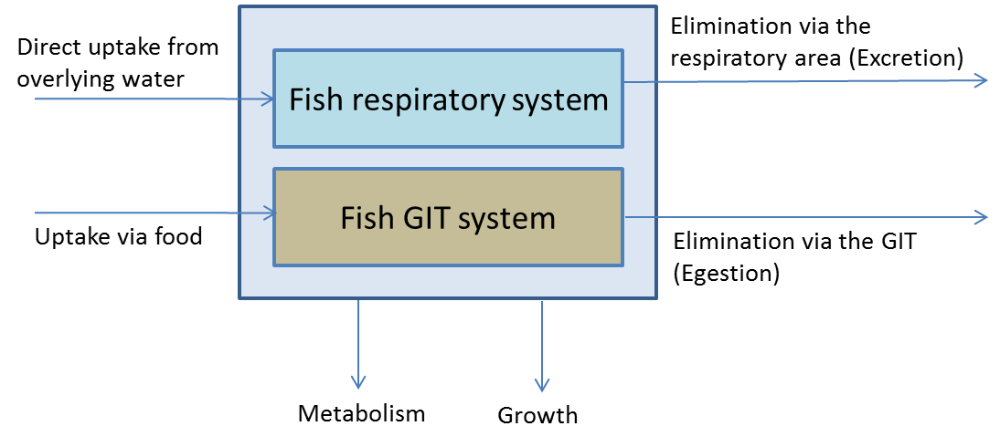 Direct uptake from
overlying water
Elimination via the
respiratory area (Excretion)
Fish respiratory system
Uptake via food
Fish GIT system
Elimination via the GIT
(Egestion)
Metabolism
Growth